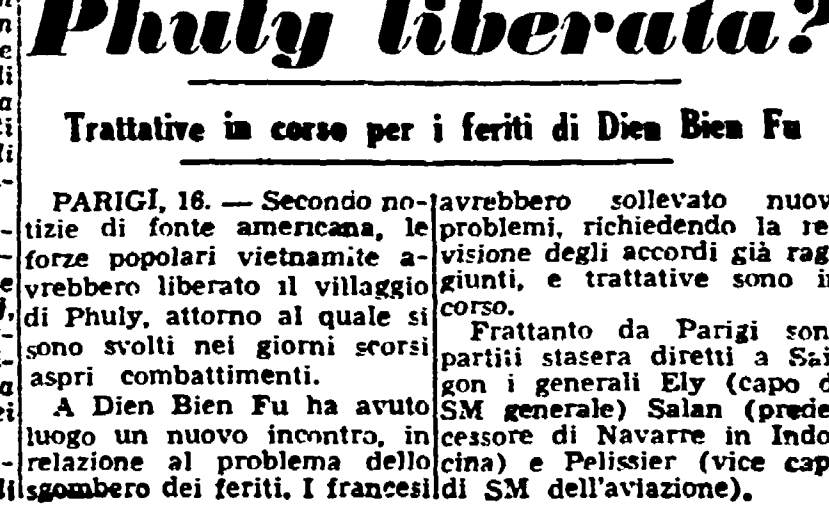 Phuly liberata?
Trattative in corso per i feriti di Dien Bien Fu
PARIGI, 16. — Secondo no-
tizie di fonte americana, le
forze popolari vietnamite a-
vrebbero liberato il villaggio
di Phuly, attorno al quale si
sono svolti nei giorni scorsi
aspri combattimenti.
A Dien Bien Fu ha avuto
luogo un nuovo incontro, in
relazione al problema dello
sgombero dei feriti. I francesi
avrebbero sollevato nuov
problemi, richiedendo la re
visione degli accordi già rag
giunti, e trattative sono i
corso.
Frattanto da Parigi son
partiti stasera diretti a Sai
gon i generali Ely (capo d
SM generale) Salan (prede
cessore di Navarre in Indo
cina) e Pelissier (vice cap
di SM dell'aviazione).